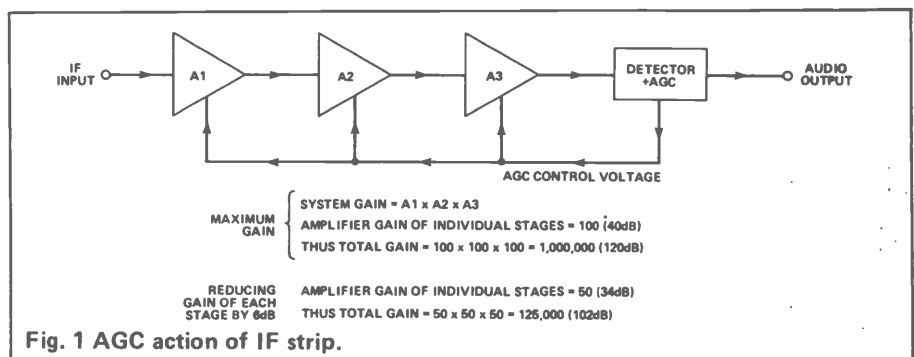 IF
INPUT
A1
A2
A3
DETECTOR
+AGC
AUDIO
OUTPUT
AGC CONTROL VOLTAGE
MAXIMUM
GAIN
SYSTEM GAIN = A1 x A2 x A3
AMPLIFIER GAIN OF INDIVIDUAL STAGES = 100 (40dB)
THUS TOTAL GAIN = 100 x 100 x 100 = 1,000,000 (120dB)
REDUCING
GAIN OF EACH
STAGE BY 6dB
AMPLIFIER GAIN OF INDIVIDUAL STAGES = 50 (34dB)
THUS TOTAL GAIN = 50 x 50 x 50 = 125,000 (102dB)
Fig. 1 AGC action of IF strip.